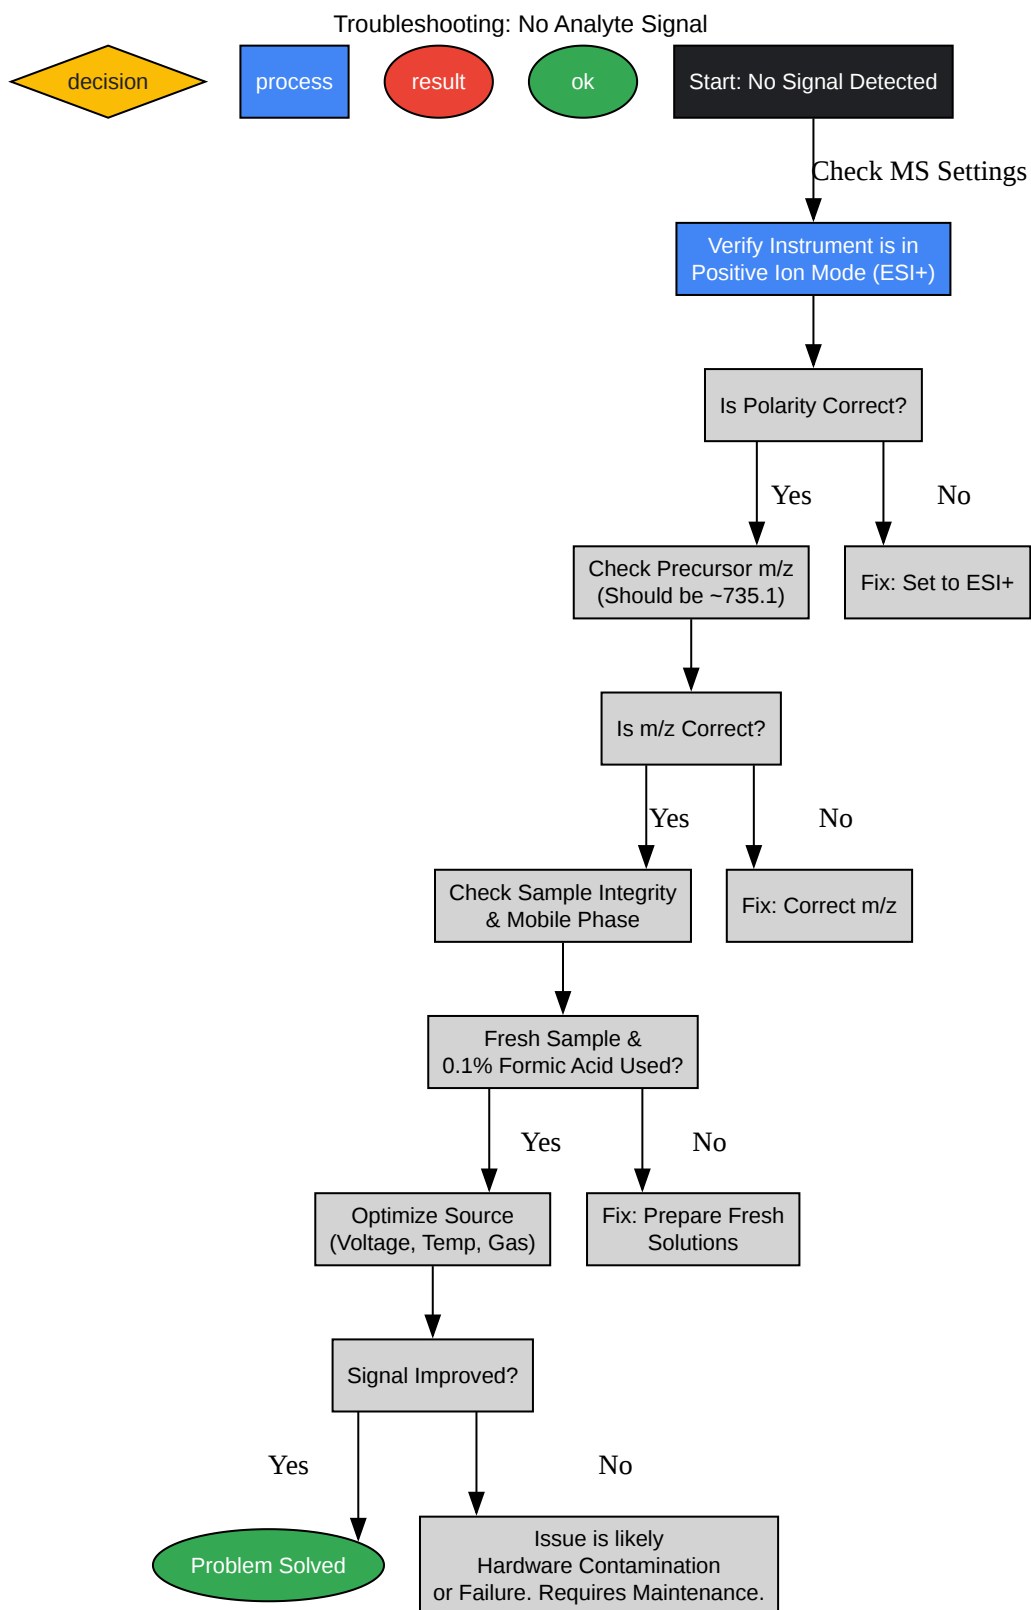 Troubleshooting: No Analyte Signal
decision
process
result
ok
Start: No Signal Detected
Check MS Settings
Verify Instrument is in
Positive Ion Mode (ESI+)
Is Polarity Correct?
Yes
No
Check Precursor m/z
(Should be ~735.1)
Fix: Set to ESI+
Is m/z Correct?
Yes
No
Check Sample Integrity
& Mobile Phase
Fix: Correct m/z
Fresh Sample &
0.1% Formic Acid Used?
Yes
No
Optimize Source
(Voltage, Temp, Gas)
Fix: Prepare Fresh
Solutions
Signal Improved?
Yes
No
Problem Solved
Issue is likely
Hardware Contamination
or Failure. Requires Maintenance.